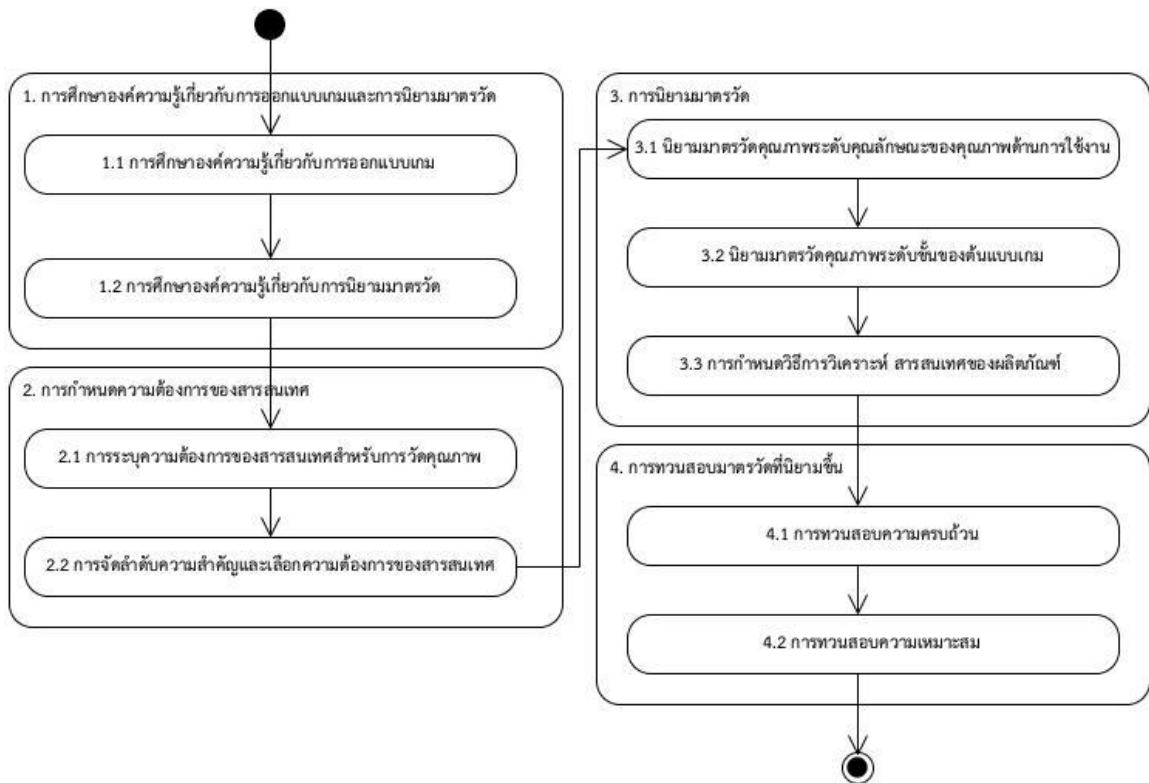 1. การศึกษาองค์ความรู้เกี่ยวกับการออกแบบเกมและการนิยามมาตรวัด
1.1 การศึกษาองค์ความรู้เกี่ยวกับการออกแบบเกม
1.2 การศึกษาองค์ความรู้เกี่ยวกับการนิยามมาตรวัด
2. การกำหนดความต้องการของสารสนเทศ
2.1 การระบุความต้องการของสารสนเทศสำหรับการวัดคุณภาพ
2.2 การจัดลำดับความสำคัญและเลือกความต้องการของสารสนเทศ
3. การนิยามมาตรวัด
3.1 นิยามมาตรวัดคุณภาพระดับคุณลักษณะของคุณภาพด้านการใช้งาน
3.2 นิยามมาตรวัดคุณภาพระดับชั้นของต้นแบบเกม
3.3 การกำหนดวิธีการวิเคราะห์ สารสนเทศของผลิตภัณฑ์
4. การทวนสอบมาตรวัดที่นิยามขึ้น
4.1 การทวนสอบความครบถ้วน
4.2 การทวนสอบความเหมาะสม